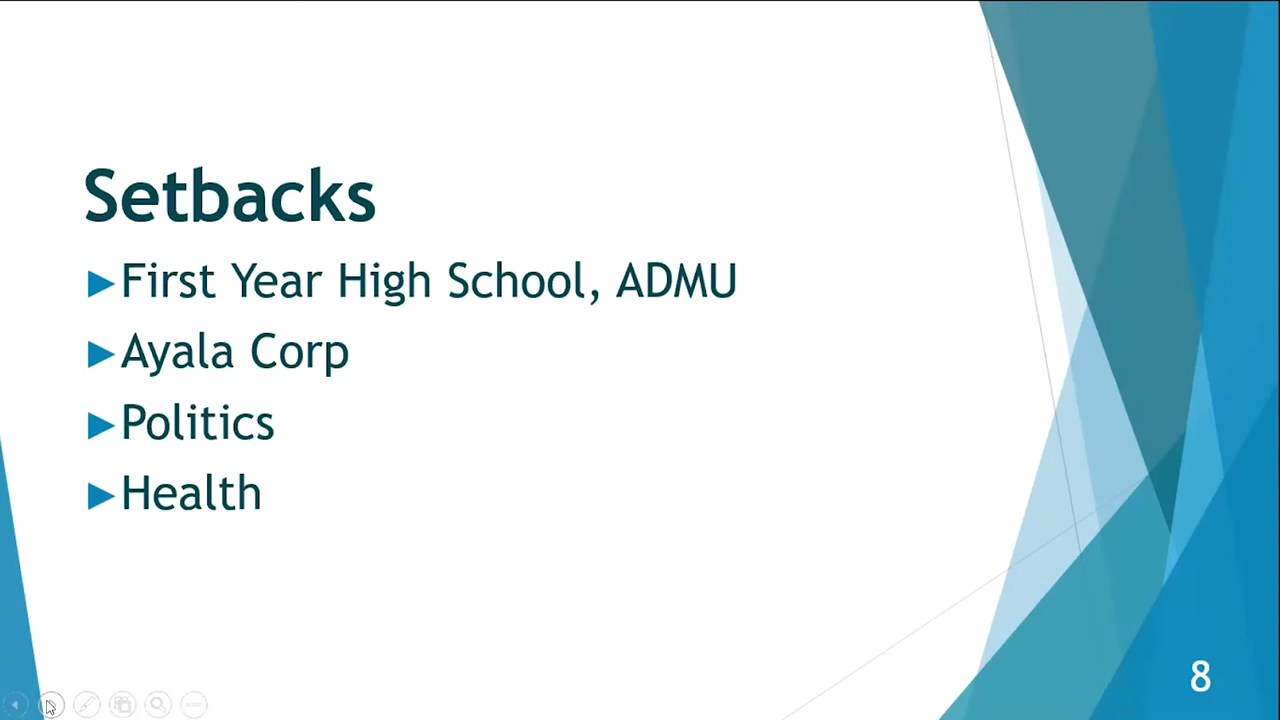 Setbacks
First Year High School, ADMU
Ayala Corp
Politics
Health
8